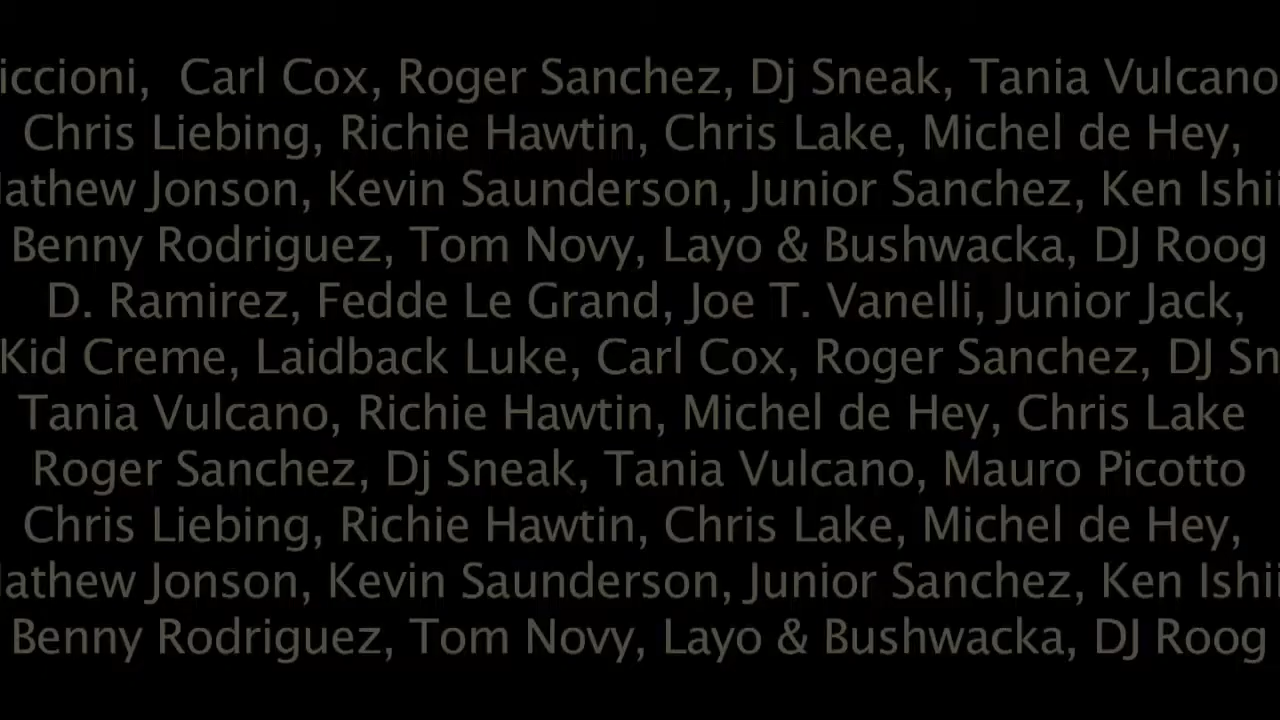 iccioni, Carl Cox, Roger Sanchez, Dj Sneak, Tania Vulcano
Chris Liebing, Richie Hawtin, Chris Lake, Michel de Hey,
athew Jonson, Kevin Saunderson, Junior Sanchez, Ken Ishii
Benny Rodriguez, Tom Novy, Layo & Bushwacka, DJ Roog
D. Ramirez, Fedde Le Grand, Joe T. Vanelli, Junior Jack,
Kid Creme, Laidback Luke, Carl Cox, Roger Sanchez, DJ Sn
Tania Vulcano, Richie Hawtin, Michel de Hey, Chris Lake
Roger Sanchez, Dj Sneak, Tania Vulcano, Mauro Picotto
Chris Liebing, Richie Hawtin, Chris Lake, Michel de Hey,
athew Jonson, Kevin Saunderson, Junior Sanchez, Ken Ishii
Benny Rodriguez, Tom Novy, Layo & Bushwacka, DJ Roog